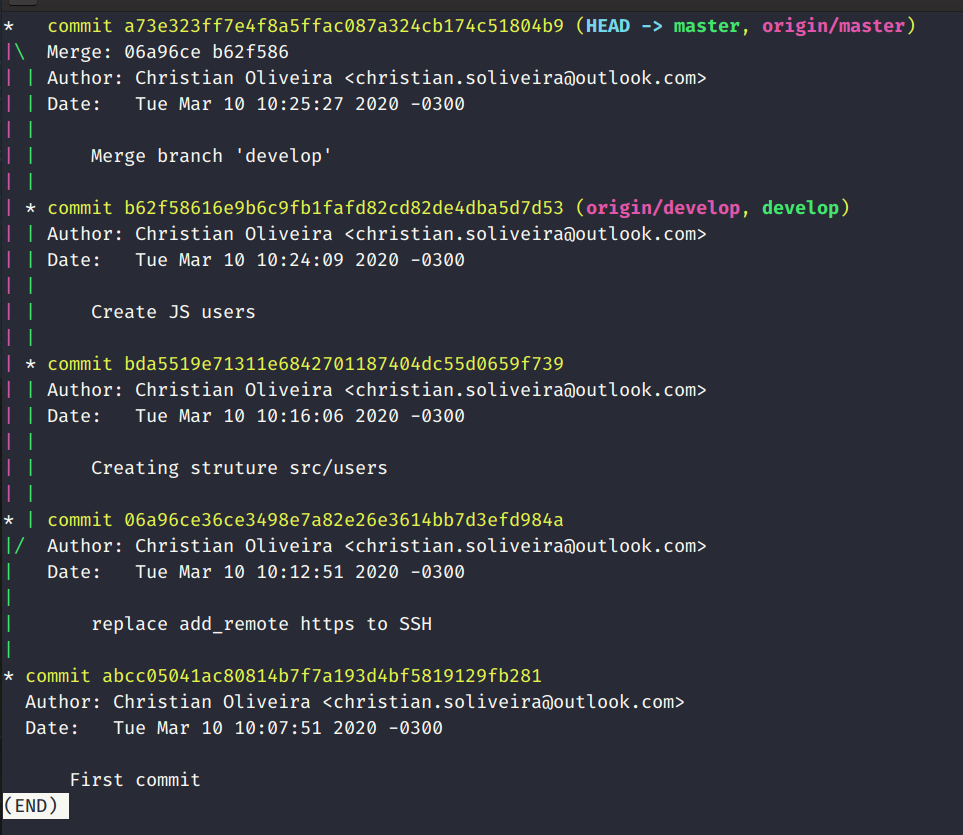 *   commit a73e323ff7e4f8a5ffac087a324cb174c51804b9 (HEAD -> master, origin/master)
|\  Merge: 06a96ce b62f586
| | Author: Christian Oliveira <christian.soliveira@outlook.com>
| | Date:   Tue Mar 10 10:25:27 2020 -0300
| |
| |     Merge branch 'develop'
| |
| * commit b62f58616e9b6c9fb1fafd82cd82de4dba5d7d53 (origin/develop, develop)
| | Author: Christian Oliveira <christian.soliveira@outlook.com>
| | Date:   Tue Mar 10 10:24:09 2020 -0300
| |
| |     Create JS users
| |
| * commit bda5519e71311e6842701187404dc55d0659f739
| | Author: Christian Oliveira <christian.soliveira@outlook.com>
| | Date:   Tue Mar 10 10:16:06 2020 -0300
| |
| |     Creating struture src/users
| |
* | commit 06a96ce36ce3498e7a82e26e3614bb7d3efd984a
|/  Author: Christian Oliveira <christian.soliveira@outlook.com>
|   Date:   Tue Mar 10 10:12:51 2020 -0300
|
|       replace add_remote https to SSH
|
* commit abcc05041ac80814b7f7a193d4bf5819129fb281
  Author: Christian Oliveira <christian.soliveira@outlook.com>
  Date:   Tue Mar 10 10:07:51 2020 -0300

      First commit
(END)